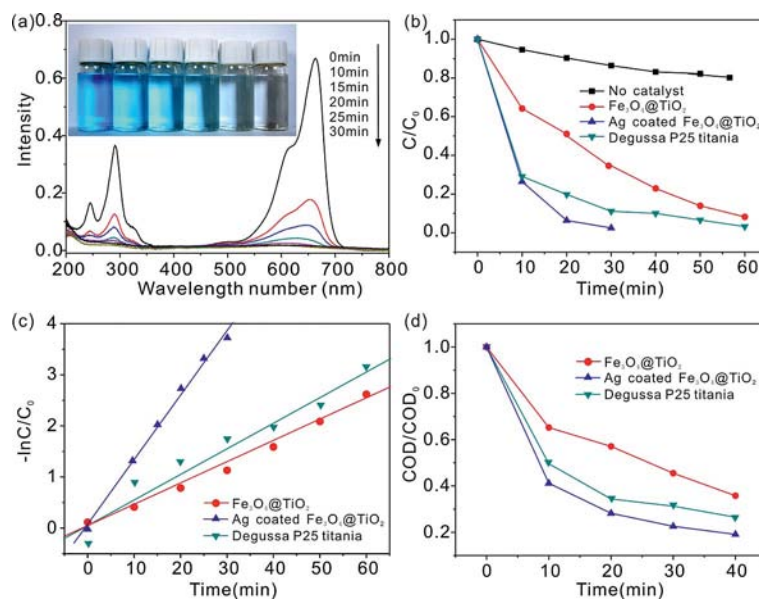 (a)
0.8
0.6
0.4
0.2
0.0
Intensity
0min
10min
15min
20min
25min
30min
200 300 400 500 600 700 800
Wavelength number (nm)
(b)
1.0
0.8
0.6
0.4
0.2
0.0
C/C₀
No catalyst
Fe₃O₄@TiO₂
Ag coated Fe₃O₄@TiO₂
Degussa P25 titania
0 10 20 30 40 50 60
Time(min)
(c)
4
3
2
1
0
-lnC/C₀
Fe₃O₄@TiO₂
Ag coated Fe₃O₄@TiO₂
Degussa P25 titania
0 10 20 30 40 50 60
Time(min)
(d)
1.0
0.8
0.6
0.4
0.2
COD/COD₀
Fe₃O₄@TiO₂
Ag coated Fe₃O₄@TiO₂
Degussa P25 titania
0 10 20 30 40
Time(min)